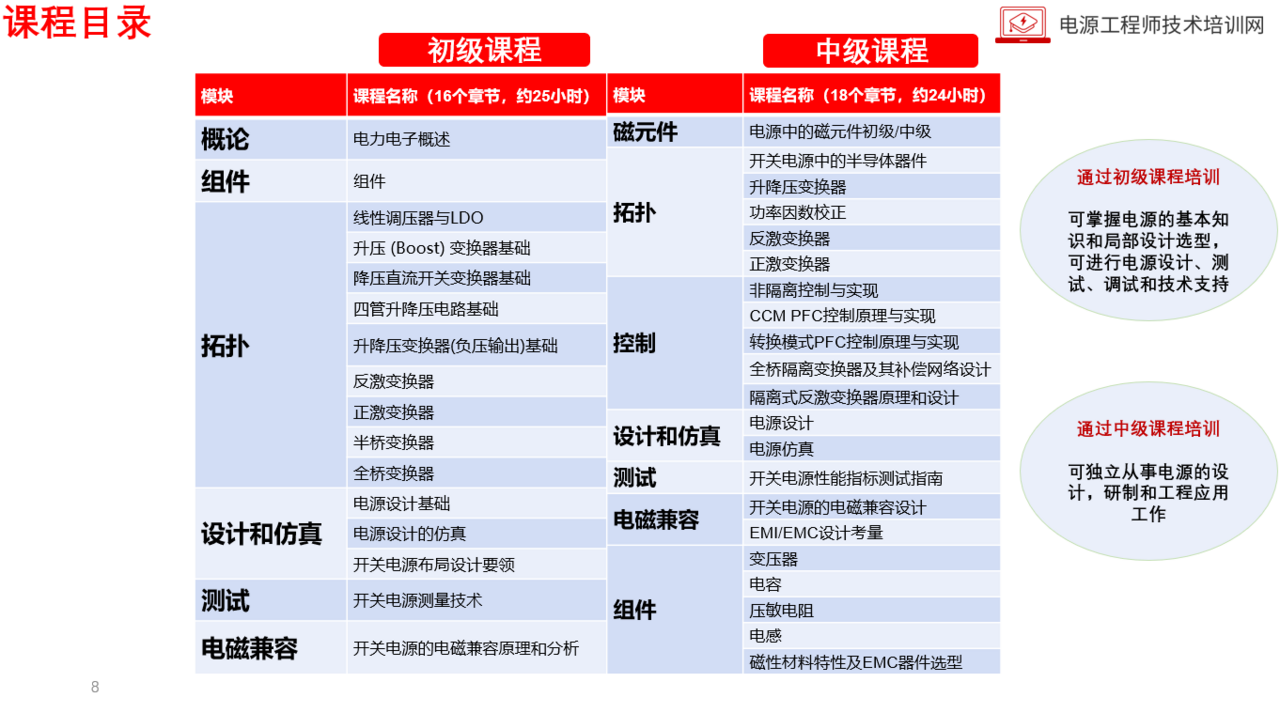 课程目录
电源工程师技术培训网
初级课程
模块
课程名称（16个章节，约25小时）
概论
电力电子概述
组件
组件
拓扑
线性调压器与LDO
升压 (Boost) 变换器基础
降压直流开关变换器基础
四管升降压电路基础
升降压变换器(负压输出)基础
反激变换器
正激变换器
半桥变换器
全桥变换器
设计和仿真
电源设计基础
电源设计的仿真
开关电源布局设计要领
测试
开关电源测量技术
电磁兼容
开关电源的电磁兼容原理和分析
中级课程
模块
课程名称（18个章节，约24小时）
磁元件
电源中的磁元件初级/中级
拓扑
开关电源中的半导体器件
升降压变换器
功率因数校正
反激变换器
正激变换器
控制
非隔离控制与实现
CCM PFC控制原理与实现
转换模式PFC控制原理与实现
全桥隔离变换器及其补偿网络设计
隔离式反激变换器原理和设计
设计和仿真
电源设计
电源仿真
测试
开关电源性能指标测试指南
电磁兼容
开关电源的电磁兼容设计
EMI/EMC设计考量
组件
变压器
电容
压敏电阻
电感
磁性材料特性及EMC器件选型
通过初级课程培训
可掌握电源的基本知
识和局部设计选型，
可进行电源设计、测
试、调试和技术支持
通过中级课程培训
可独立从事电源的设
计，研制和工程应用
工作
8